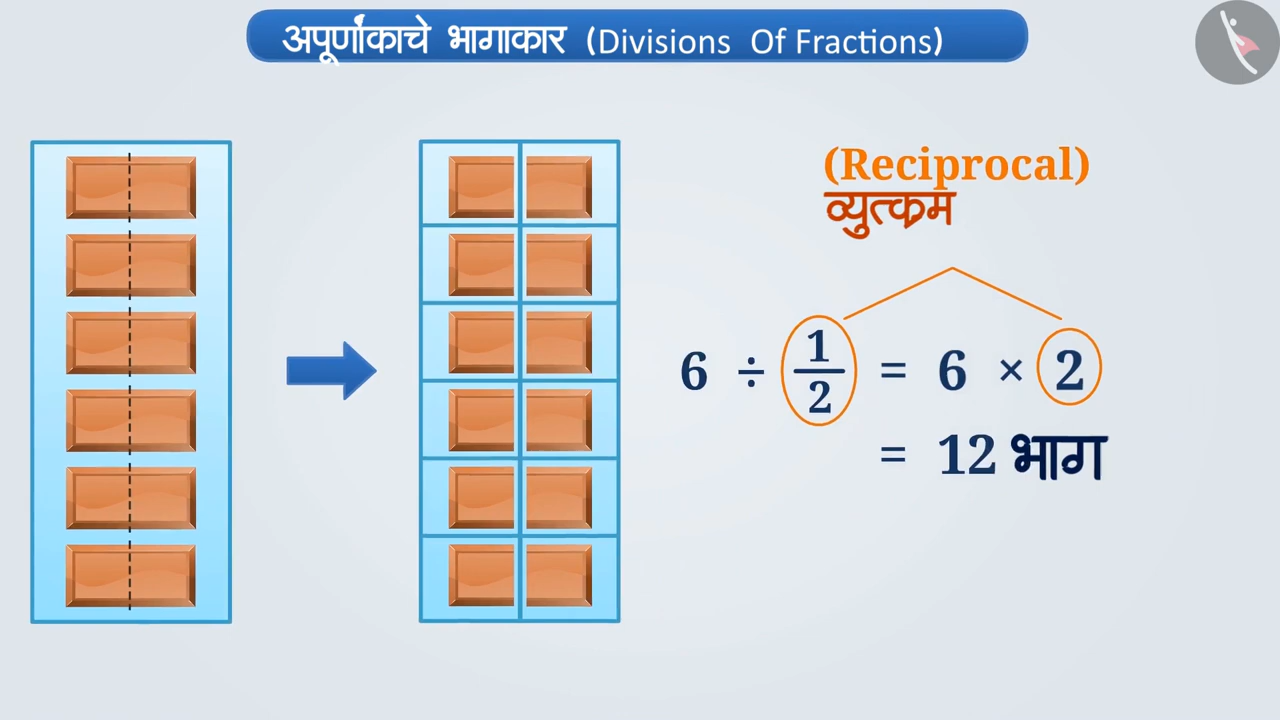 अपूर्णांकाचे भागाकार (Divisions Of Fractions)
(Reciprocal)
व्युत्क्रम
6 ÷ 1/2 = 6 × 2
= 12 भाग